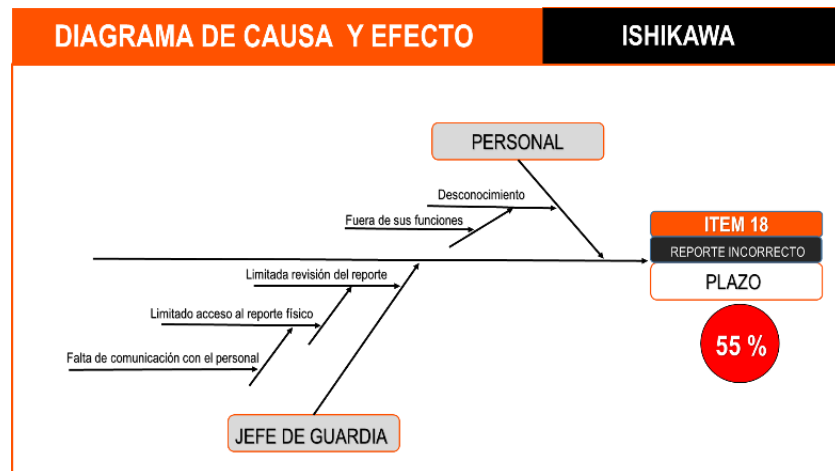 DIAGRAMA DE CAUSA Y EFECTO
ISHIKAWA
PERSONAL
Desconocimiento
Fuera de sus funciones
ITEM 18
REPORTE INCORRECTO
PLAZO
55 %
Limitada revisión del reporte
Limitado acceso al reporte físico
Falta de comunicación con el personal
JEFE DE GUARDIA